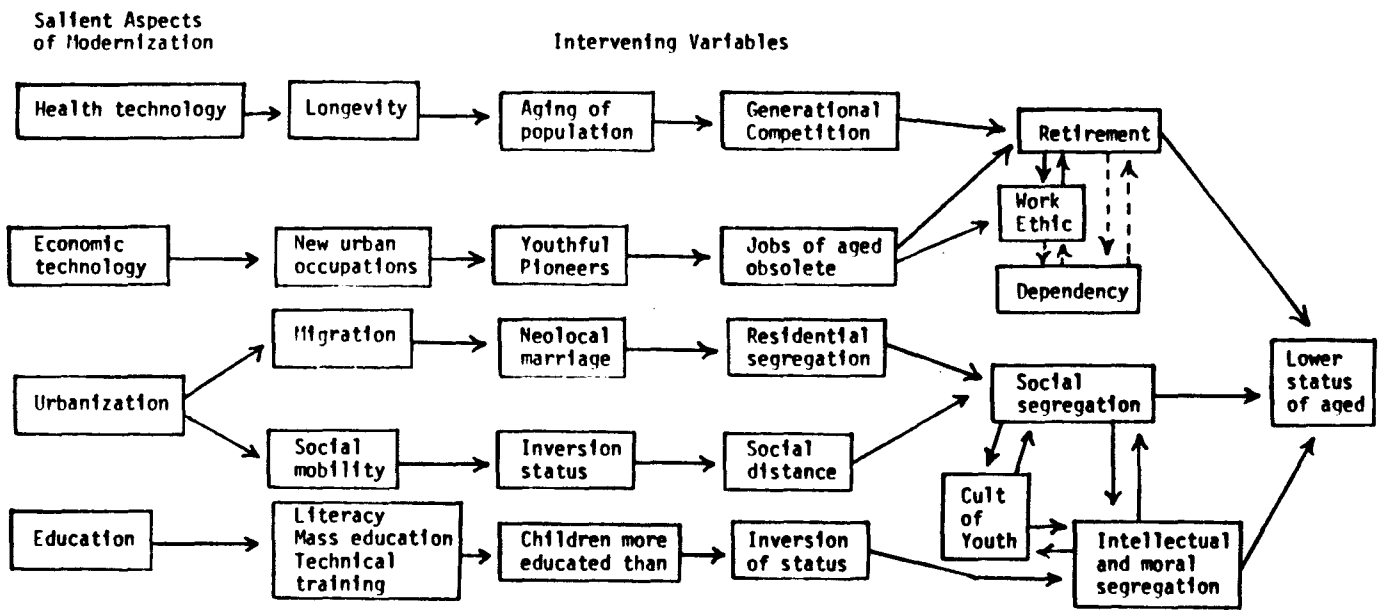 Salient Aspects
of Modernization
Intervening Variables
Health technology
Longevity
Aging of
population
Generational
Competition
Retirement
Work
Ethic
Dependency
Economic
technology
New urban
occupations
Youthful
Pioneers
Jobs of aged
obsolete
Urbanization
Migration
Neolocal
marriage
Residential
segregation
Social
segregation
Lower
status
of aged
Social
mobility
Inversion
status
Social
distance
Cult
of
Youth
Education
Literacy
Mass education
Technical
training
Children more
educated than
Inversion
of status
Intellectual
and moral
segregation